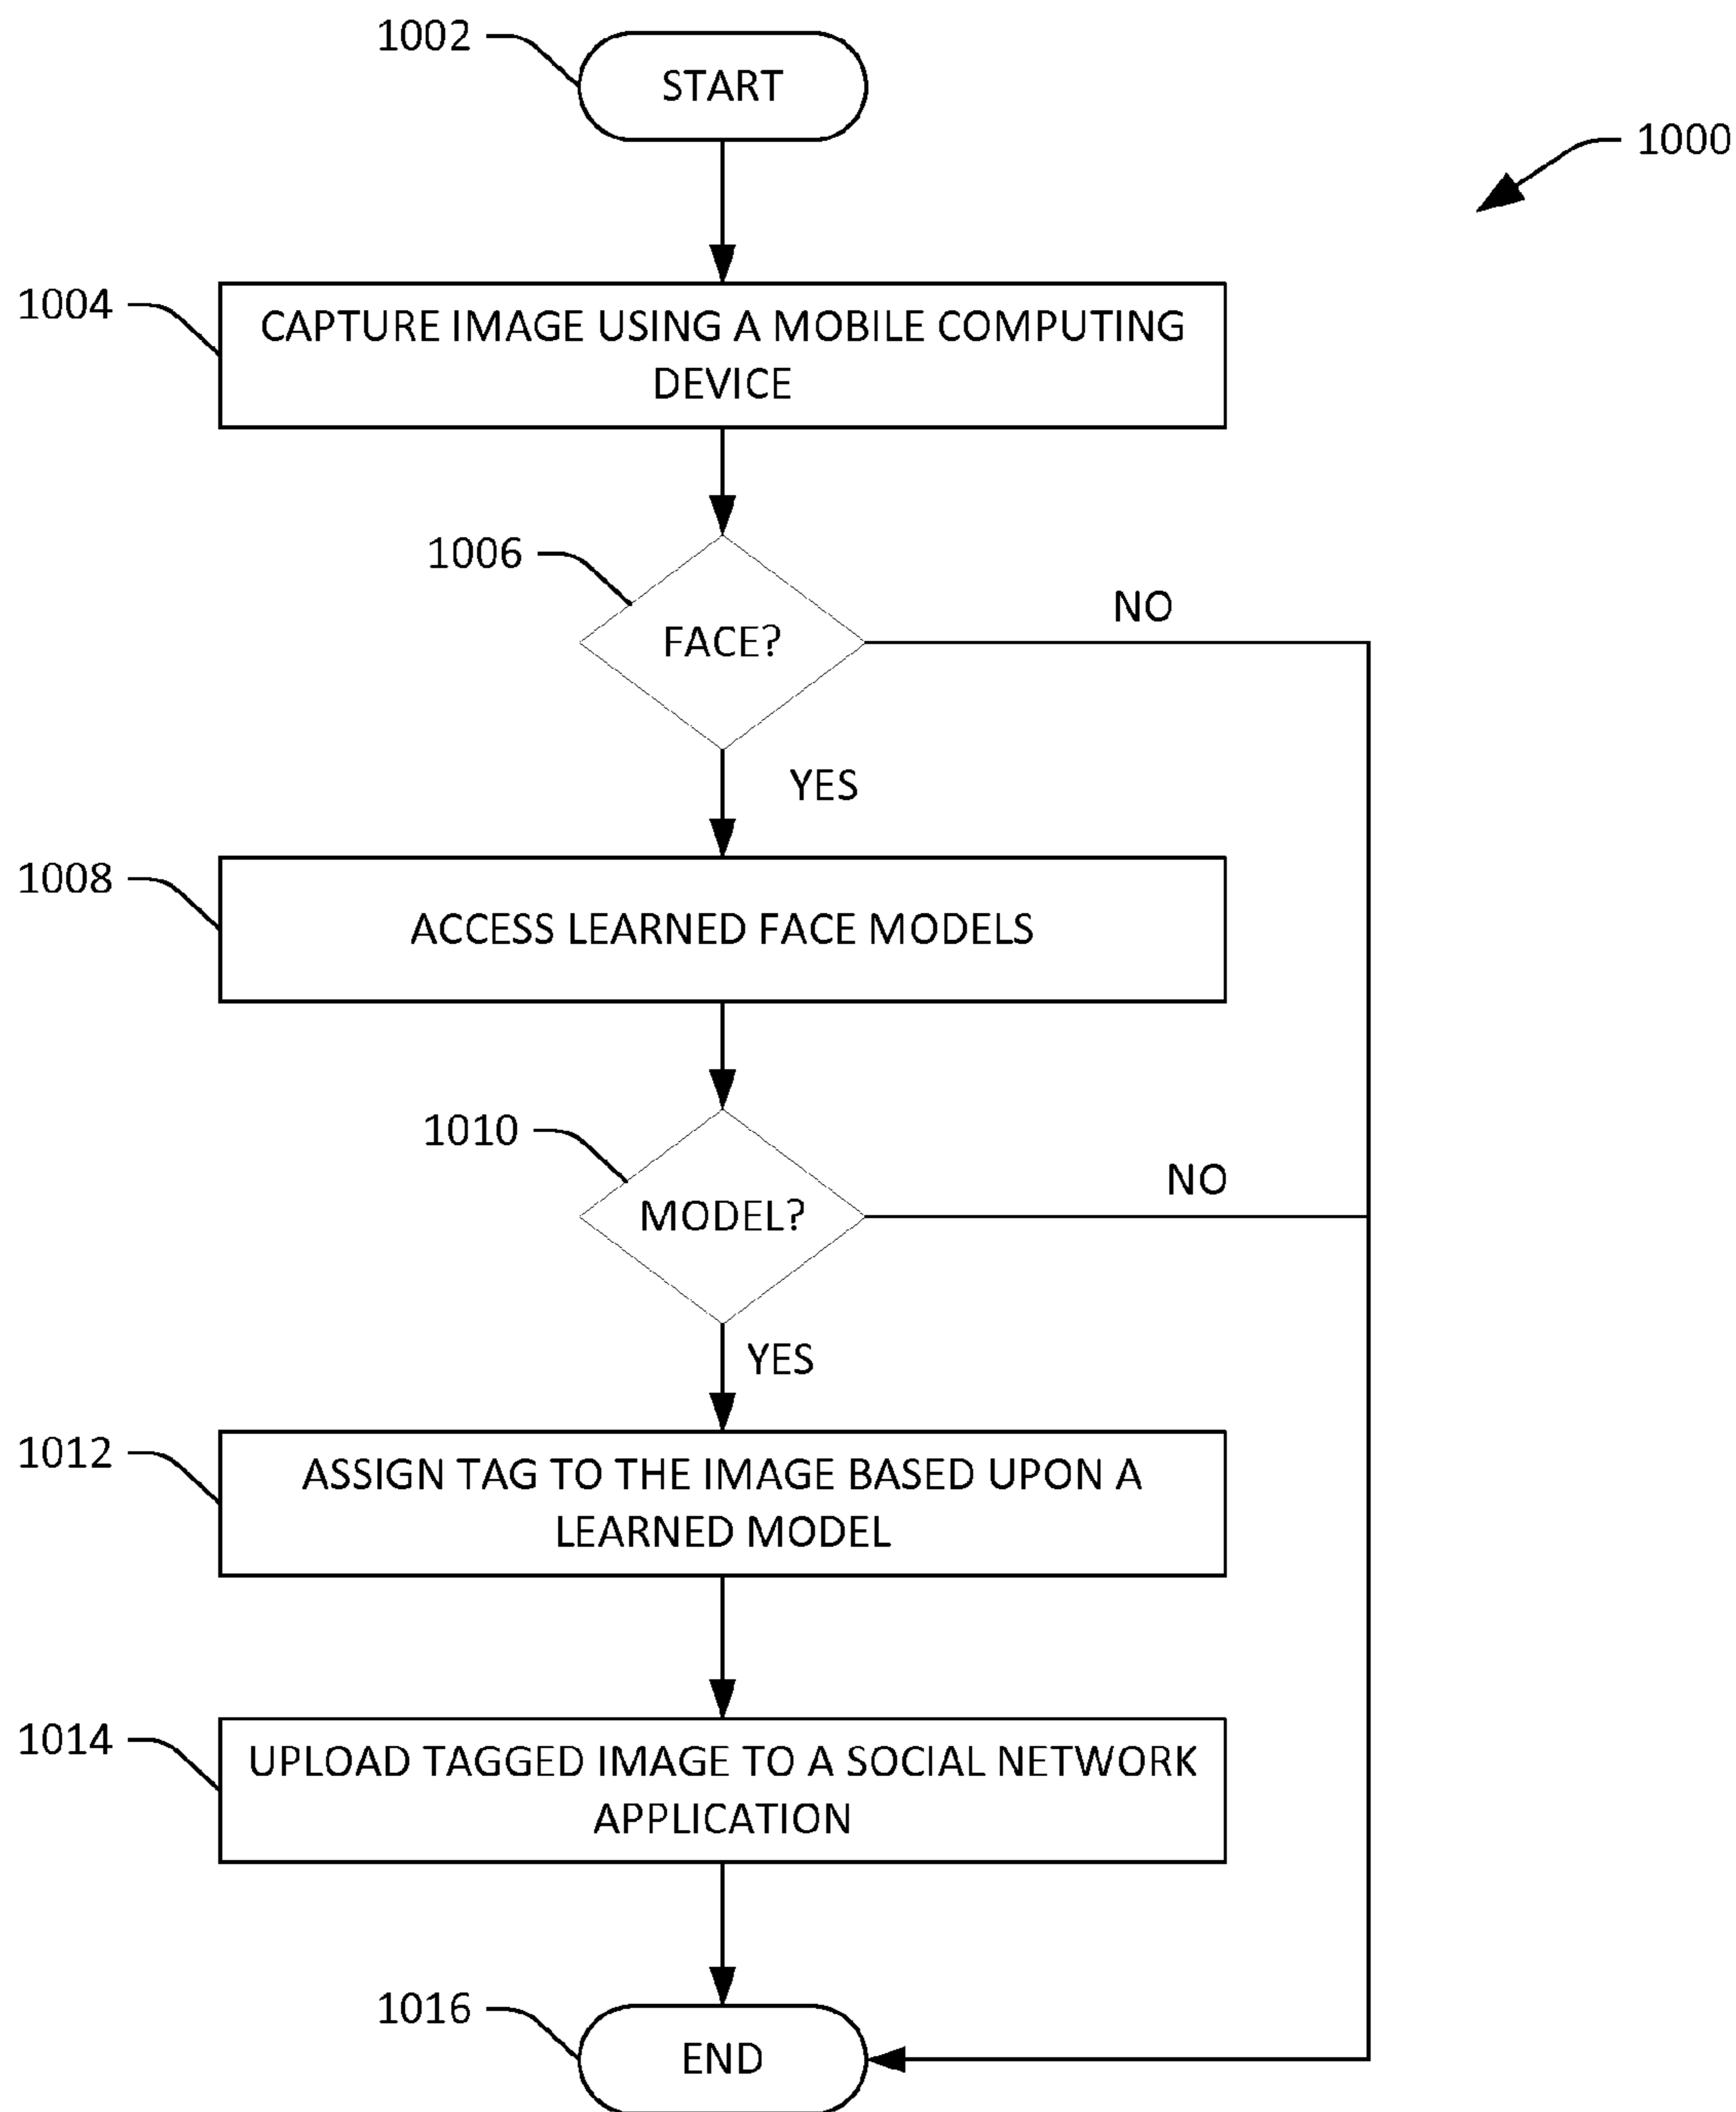 1002
START
1000
1004
CAPTURE IMAGE USING A MOBILE COMPUTING
DEVICE
1006
FACE?
NO
YES
1008
ACCESS LEARNED FACE MODELS
1010
MODEL?
NO
YES
1012
ASSIGN TAG TO THE IMAGE BASED UPON A
LEARNED MODEL
1014
UPLOAD TAGGED IMAGE TO A SOCIAL NETWORK
APPLICATION
1016
END